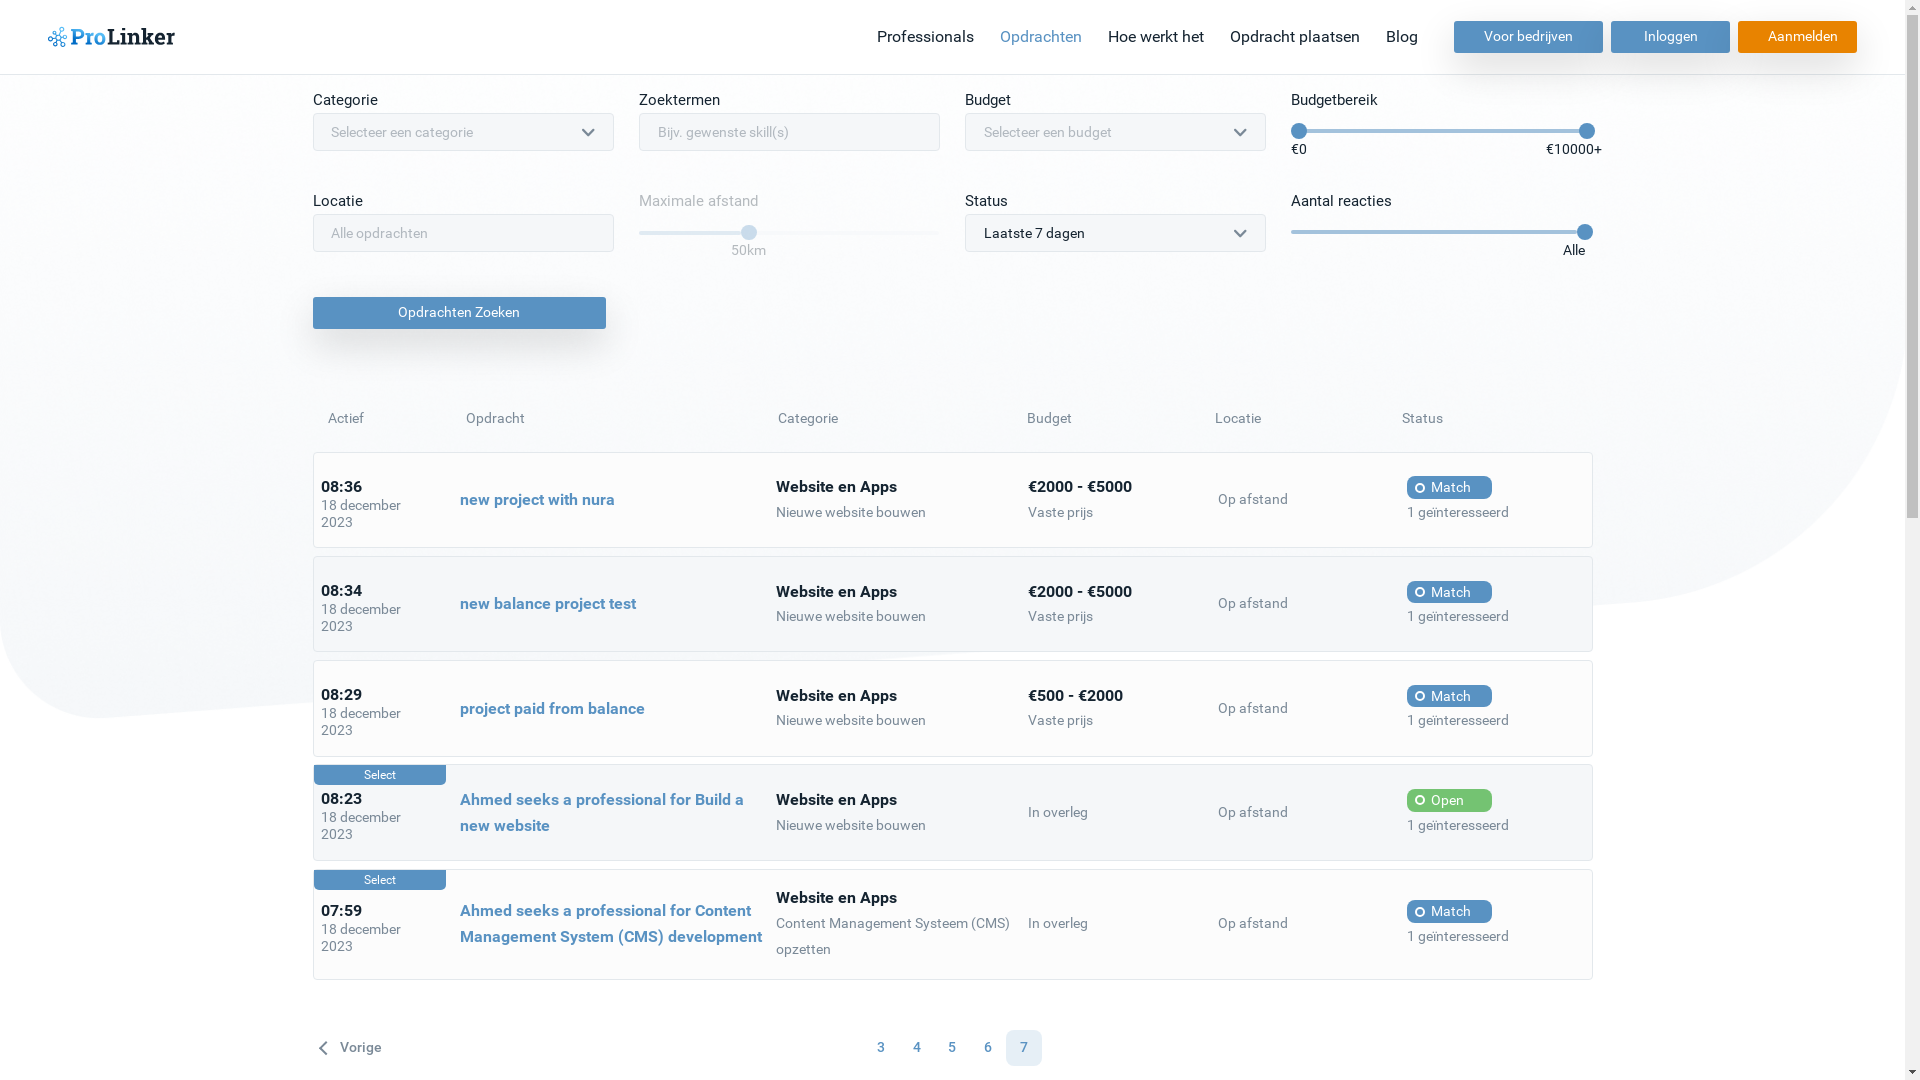 ProLinker
Professionals Opdrachten Hoe werkt het Opdracht plaatsen Blog Voor bedrijven Inloggen Aanmelden
Categorie Zoektermen Budget Budgetbereik
Selecteer een categorie Bijv. gewenste skill(s) Selecteer een budget
€0 €10000+
Locatie Maximale afstand Status Aantal reacties
Alle opdrachten Laatste 7 dagen
50km Alle
Opdrachten Zoeken
Actief Opdracht Categorie Budget Locatie Status
08:36
18 december
2023
new project with nura
Website en Apps
Nieuwe website bouwen
€2000 - €5000
Vaste prijs
Op afstand
Match
1 geïnteresseerd
08:34
18 december
2023
new balance project test
Website en Apps
Nieuwe website bouwen
€2000 - €5000
Vaste prijs
Op afstand
Match
1 geïnteresseerd
08:29
18 december
2023
project paid from balance
Website en Apps
Nieuwe website bouwen
€500 - €2000
Vaste prijs
Op afstand
Match
1 geïnteresseerd
Select
08:23
18 december
2023
Ahmed seeks a professional for Build a
new website
Website en Apps
Nieuwe website bouwen
In overleg
Op afstand
Open
1 geïnteresseerd
Select
07:59
18 december
2023
Ahmed seeks a professional for Content
Management System (CMS) development
Website en Apps
Content Management Systeem (CMS)
opzetten
In overleg
Op afstand
Match
1 geïnteresseerd
Vorige 3 4 5 6 7